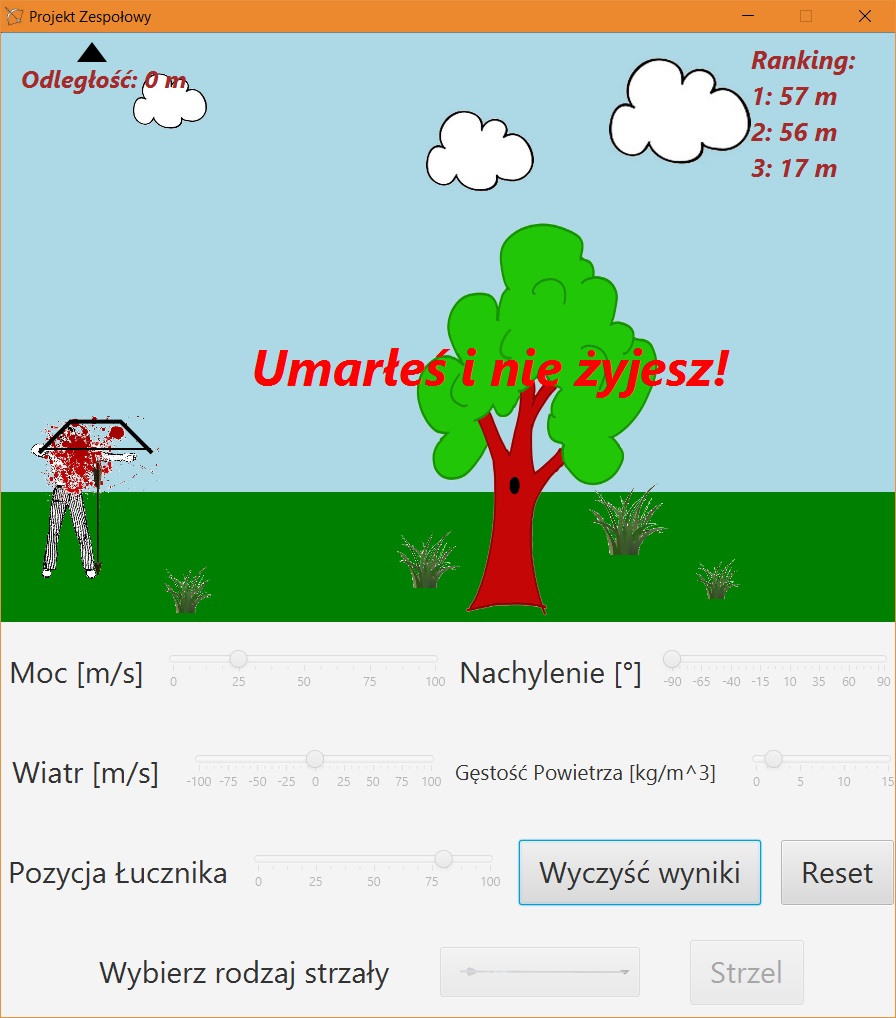 Projekt Zespołowy
Odległość: 0 m
Ranking:
1: 57 m
2: 56 m
3: 17 m
Umarłeś i nie żyjesz!
Moc [m/s]
0 25 50 75 100
Nachylenie [°]
-90 -65 -40 -15 10 35 60 90
Wiatr [m/s]
-100 -75 -50 -25 0 25 50 75 100
Gęstość Powietrza [kg/m^3]
0 5 10 15
Pozycja Łucznika
0 25 50 75 100
Wyczyść wyniki
Reset
Wybierz rodzaj strzały
Strzel